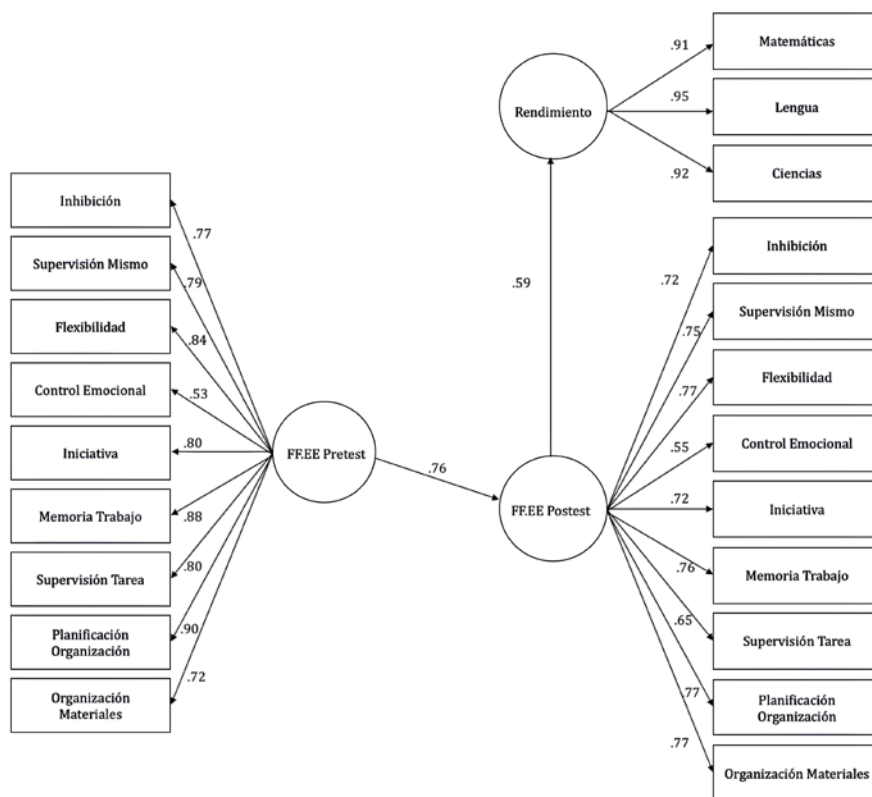 Inhibición
Supervisión Mismo
Flexibilidad
Control Emocional
Iniciativa
Memoria Trabajo
Supervisión Tarea
Planificación
Organización
Organización
Materiales
.77
.79
.84
.53
.80
.88
.80
.90
.72
FF.EE Pretest
.76
FF.EE Postest
.59
Rendimiento
.91
.95
.92
Matemáticas
Lengua
Ciencias
.72
.75
.77
.55
.72
.76
.65
.77
.77
Inhibición
Supervisión Mismo
Flexibilidad
Control Emocional
Iniciativa
Memoria Trabajo
Supervisión Tarea
Planificación
Organización
Organización Materiales